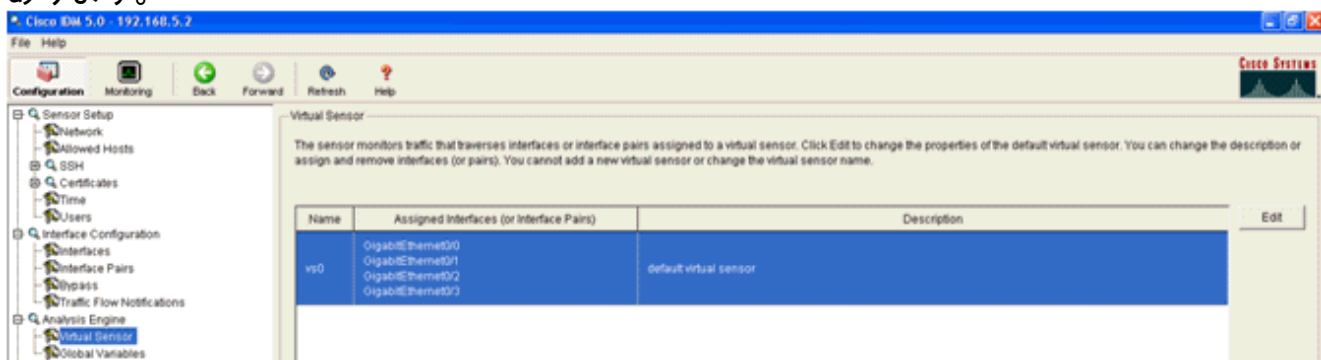 あります。
Cisco IDM 5.0 - 192.168.5.2
File Help
Configuration Monitoring Back Forward Refresh Help
CISCO SYSTEMS
Sensor Setup
Network
Allowed Hosts
SSH
Certificates
Time
Users
Interface Configuration
Interfaces
Interface Pairs
Bypass
Traffic Flow Notifications
Analysis Engine
Virtual Sensor
Global Variables
Virtual Sensor
The sensor monitors traffic that traverses interfaces or interface pairs assigned to a virtual sensor. Click Edit to change the properties of the default virtual sensor. You can change the description or
assign and remove interfaces (or pairs). You cannot add a new virtual sensor or change the virtual sensor name.
Name Assigned Interfaces (or Interface Pairs) Description Edit
GigabitEthernet0/0
GigabitEthernet0/1
vs0 default virtual sensor
GigabitEthernet0/2
GigabitEthernet0/3